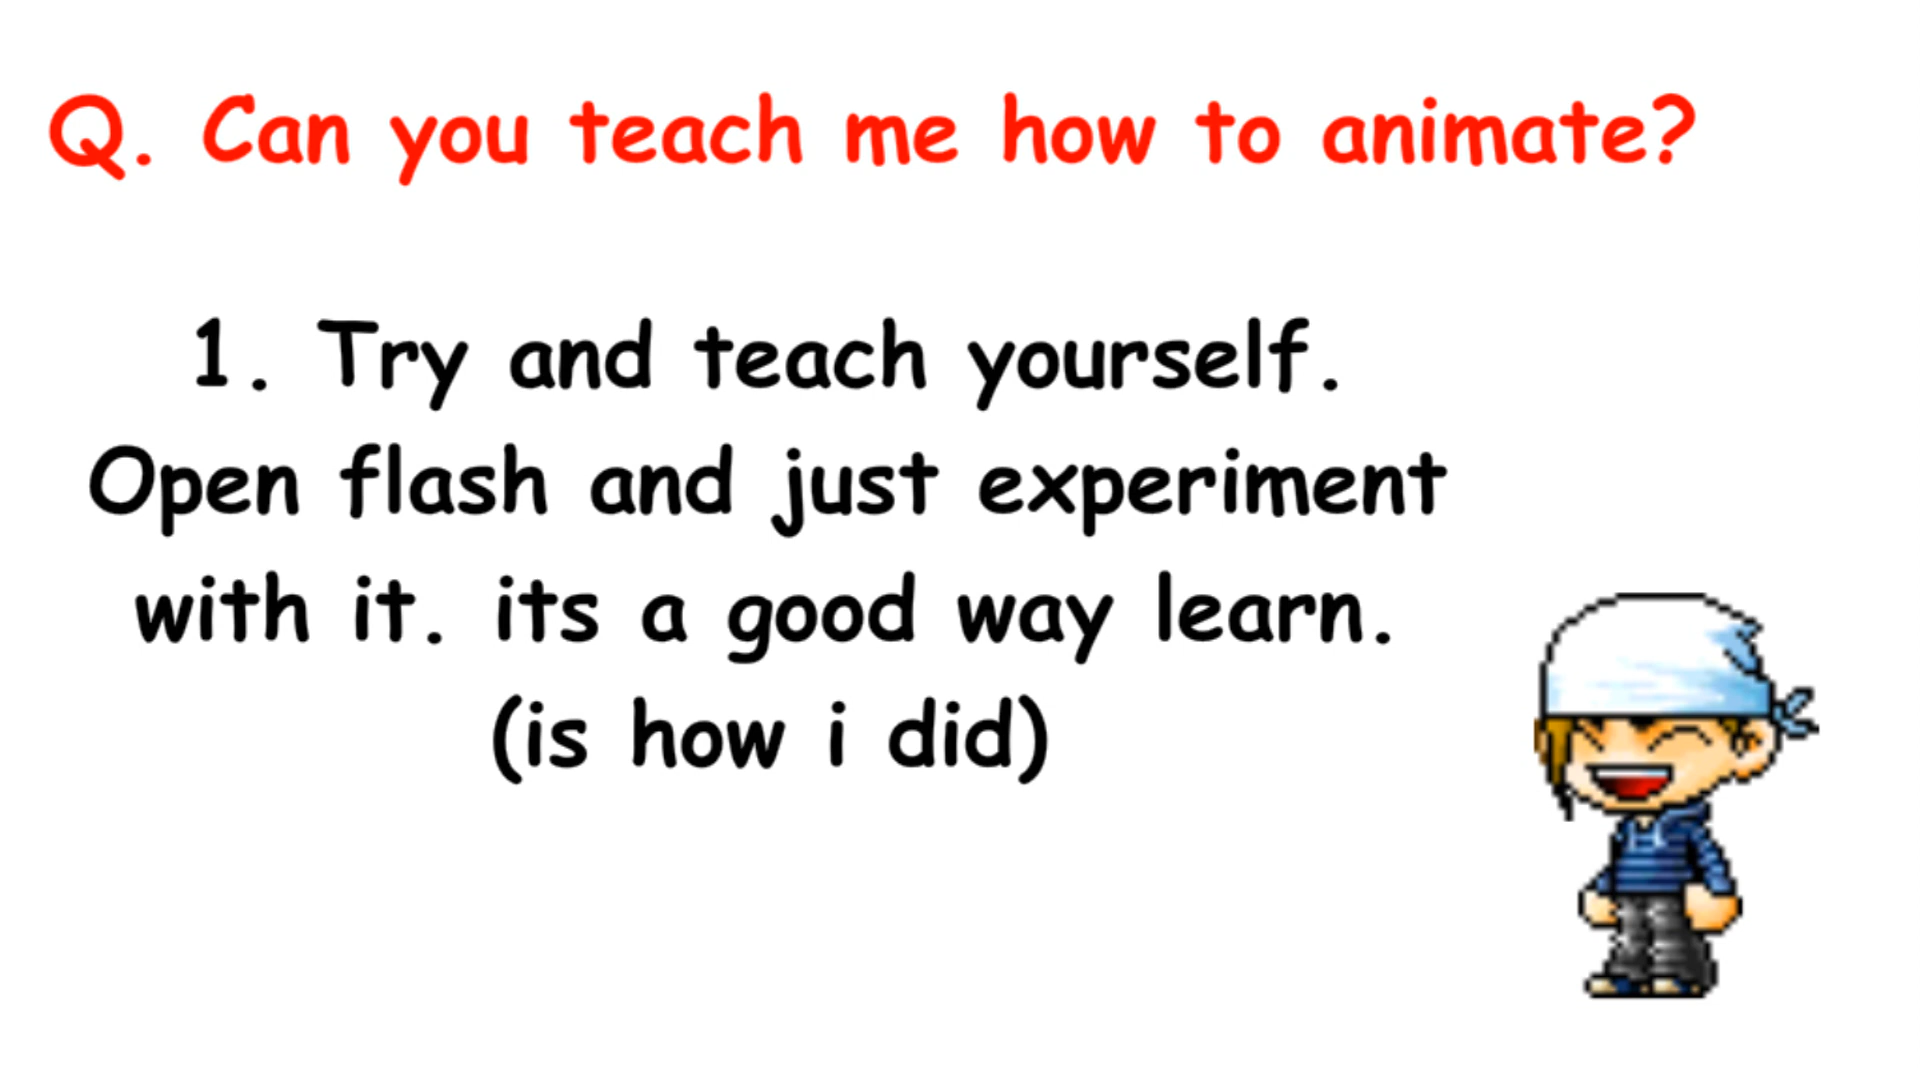 Q. Can you teach me how to animate?
1. Try and teach yourself.
Open flash and just experiment
with it. its a good way learn.
(is how i did)